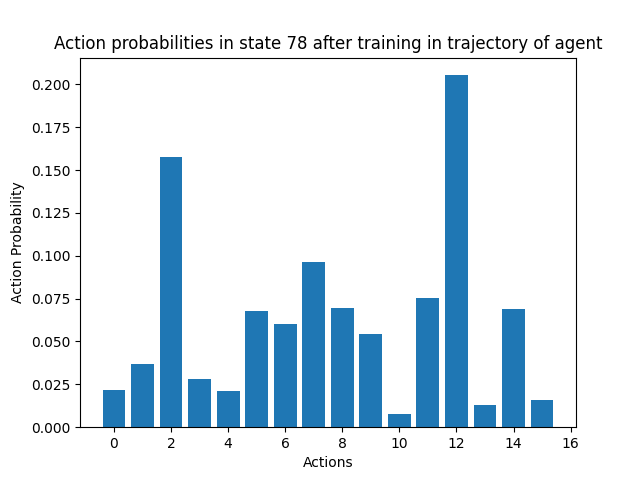 Action probabilities in state 78 after training in trajectory of agent
0.200
0.175
0.150
0.125
0.100
0.075
0.050
0.025
0.000
Action Probability
0 2 4 6 8 10 12 14 16
Actions